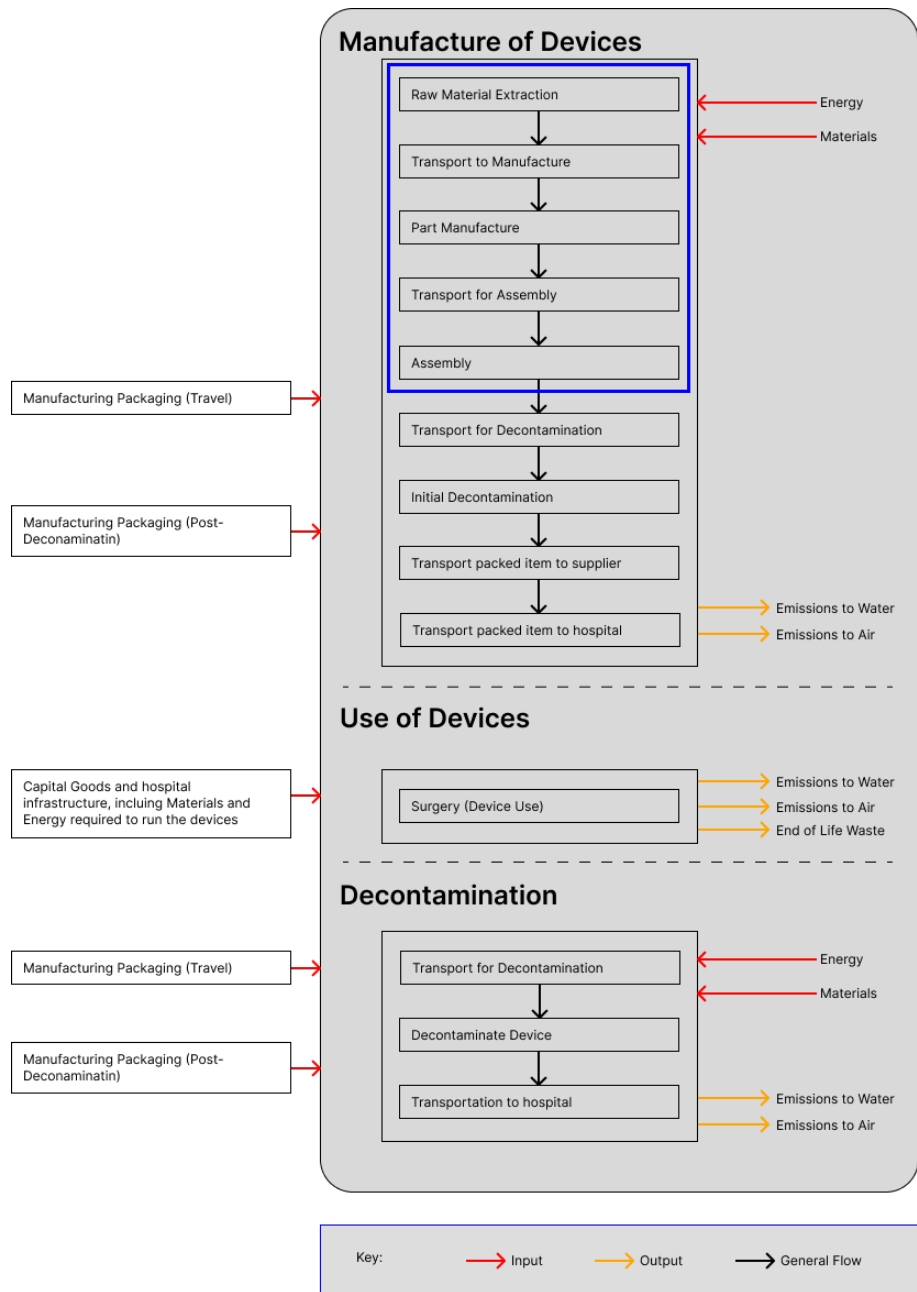 Manufacture of Devices
Raw Material Extraction
Energy
Materials
Transport to Manufacture
Part Manufacture
Transport for Assembly
Assembly
Manufacturing Packaging (Travel)
Transport for Decontamination
Initial Decontamination
Manufacturing Packaging (Post-
Deconaminatin)
Transport packed item to supplier
Transport packed item to hospital
Emissions to Water
Emissions to Air
Use of Devices
Capital Goods and hospital
infrastructure, incluing Materials and
Energy required to run the devices
Surgery (Device Use)
Emissions to Water
Emissions to Air
End of Life Waste
Decontamination
Manufacturing Packaging (Travel)
Transport for Decontamination
Energy
Materials
Decontaminate Device
Manufacturing Packaging (Post-
Deconaminatin)
Transportation to hospital
Emissions to Water
Emissions to Air
Key:
Input
Output
General Flow